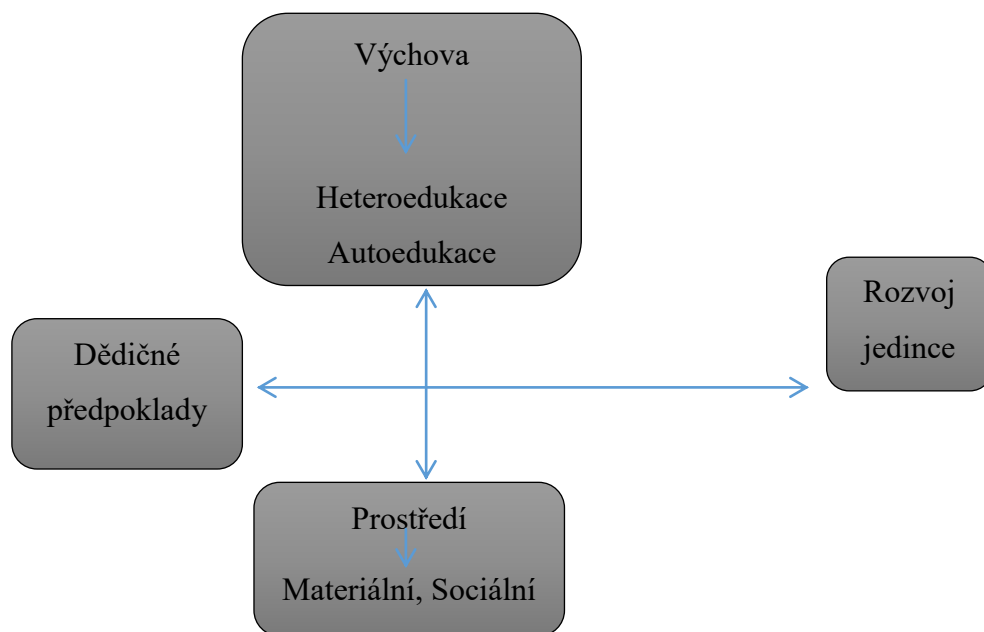 Výchova
Heteroedukace
Autoedukace
Rozvoj
jedince
Dědičné
předpoklady
Prostředí
Materiální, Sociální